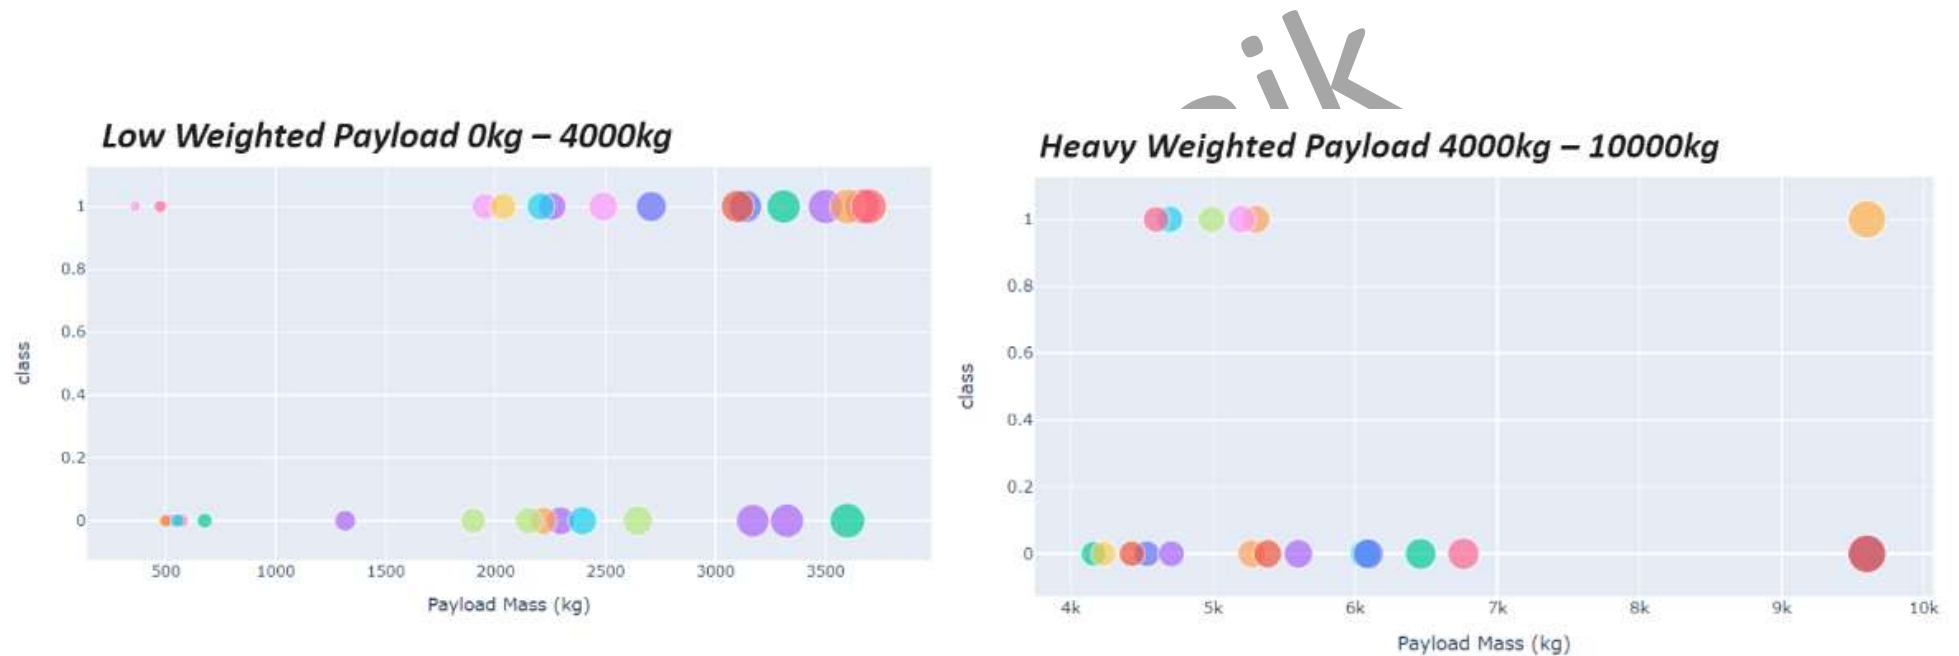 Low Weighted Payload 0kg – 4000kg
1
0.8
0.6
0.4
0.2
0
class
500 1000 1500 2000 2500 3000 3500
Payload Mass (kg)
ik
Heavy Weighted Payload 4000kg – 10000kg
1
0.8
0.6
0.4
0.2
0
class
4k 5k 6k 7k 8k 9k 10k
Payload Mass (kg)